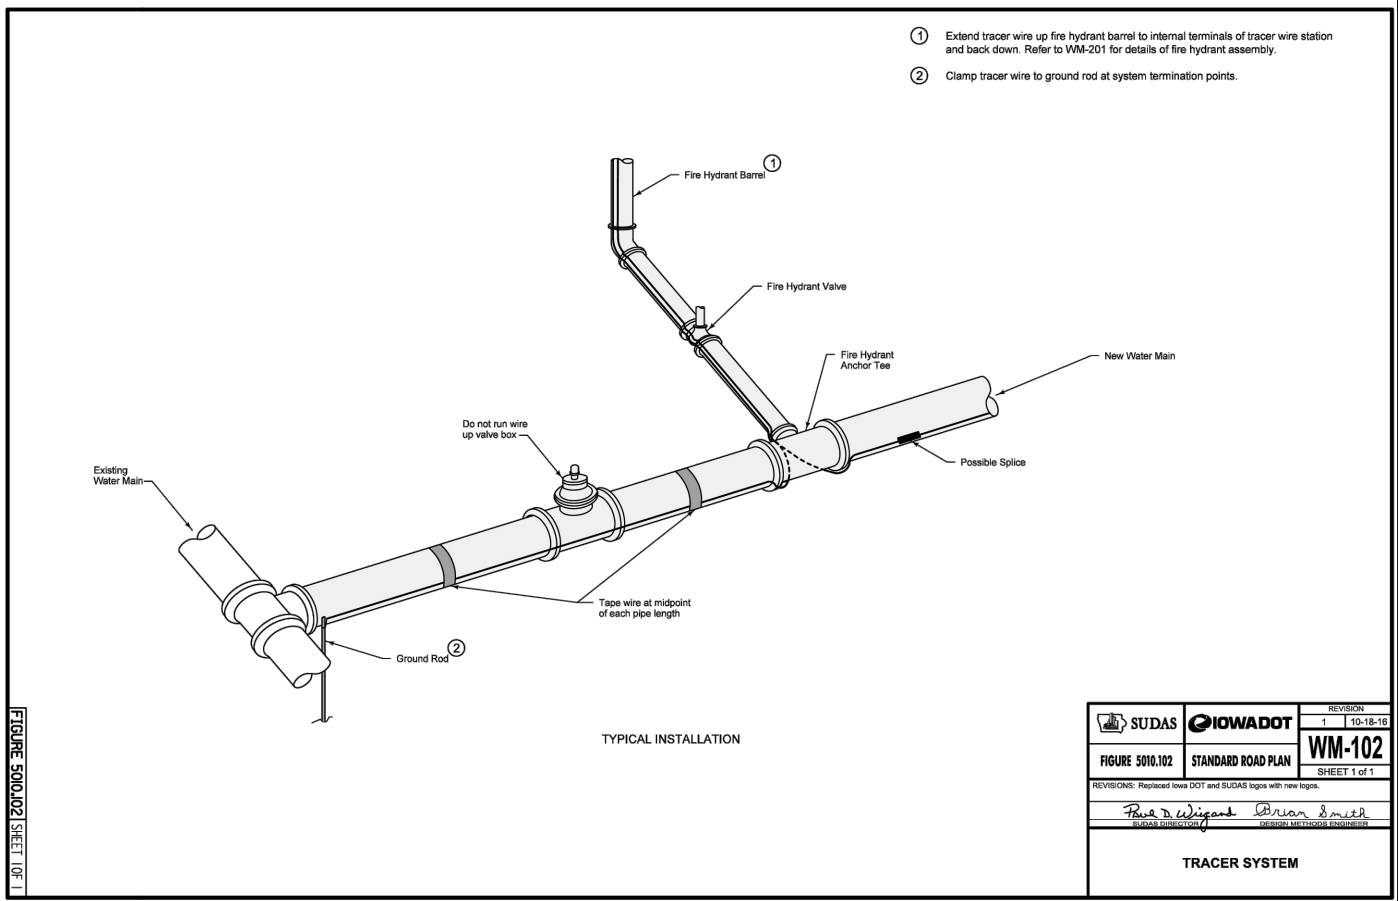 1 Extend tracer wire up fire hydrant barrel to internal terminals of tracer wire station
and back down. Refer to WM-201 for details of fire hydrant assembly.
2 Clamp tracer wire to ground rod at system termination points.
Fire Hydrant Barrel 1
Fire Hydrant Valve
Fire Hydrant
Anchor Tee
New Water Main
Do not run wire
up valve box
Possible Splice
Existing
Water Main
Tape wire at midpoint
of each pipe length
Ground Rod 2
TYPICAL INSTALLATION
FIGURE 5010.102 SHEET 1 OF 1
SUDAS
IOWADOT
REVISION
1 10-18-16
FIGURE 5010.102
STANDARD ROAD PLAN
WM-102
SHEET 1 of 1
REVISIONS: Replaced Iowa DOT and SUDAS logos with new logos.
Paul D. Wiegand Brian Smith
SUDAS DIRECTOR DESIGN METHODS ENGINEER
TRACER SYSTEM